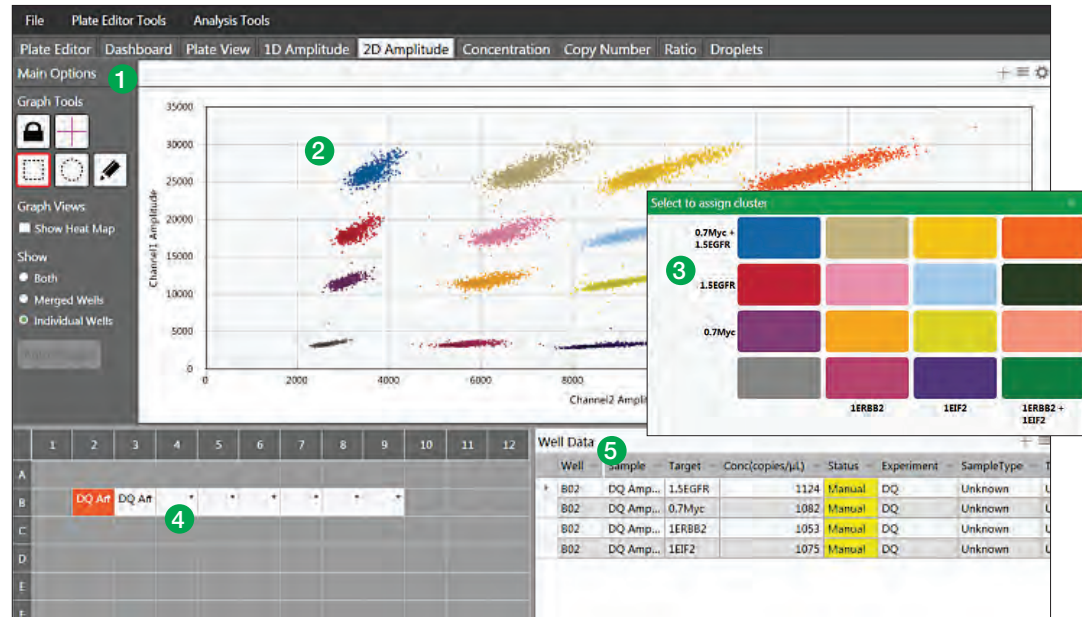 File Plate Editor Tools Analysis Tools
Plate Editor Dashboard Plate View 1D Amplitude 2D Amplitude Concentration Copy Number Ratio Droplets
Main Options 1
Graph Tools
Graph Views
Show Heat Map
Show
Both
Merged Wells
Individual Wells
2
Channel1 Amplitude
35000
30000
25000
20000
15000
10000
5000
0
0 2000 4000 6000 8000
Channel2 Ampli
Select to assign cluster
3
0.7Myc +
1.5EGFR
1.5EGFR
0.7Myc
1ERBB2 1EIF2 1ERBB2 +
1EIF2
1 2 3 4 5 6 7 8 9 10 11 12
A
B DQ Am DQ Am * * * * * *
4
C
D
E
F
Well Data 5
Well Sample Target Conc(copies/µL) Status Experiment SampleType T
B02 DQ Amp... 1.5EGFR 1124 Manual DQ Unknown U
B02 DQ Amp... 0.7Myc 1082 Manual DQ Unknown U
B02 DQ Amp... 1ERBB2 1053 Manual DQ Unknown U
B02 DQ Amp... 1EIF2 1075 Manual DQ Unknown U